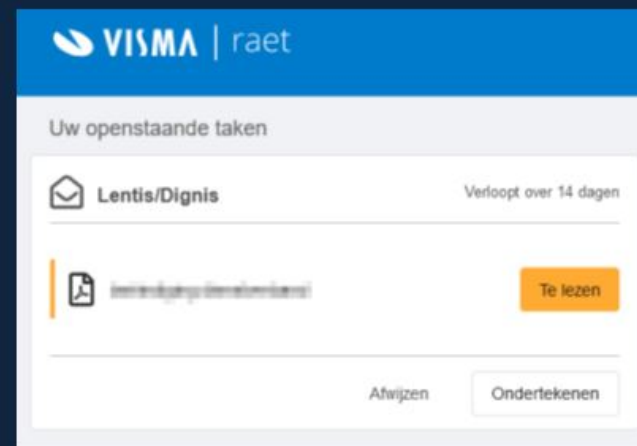 VISMA | raet
Uw openstaande taken
Lentis/Dignis
Verloopt over 14 dagen
Te lezen
Afwijzen
Ondertekenen